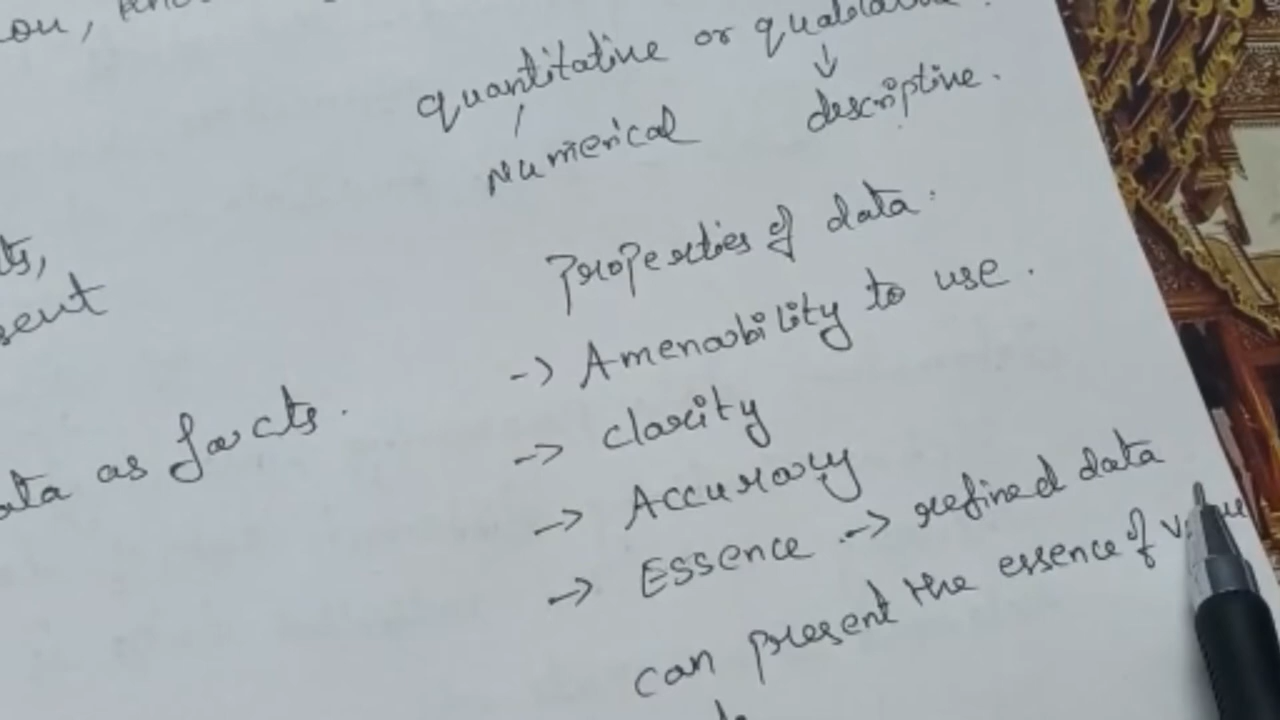 quantitative or qualitative.
↓
Numerical descriptive.
ts,
Properties of data.
sent
-> Amenability to use.
-> clarity
ata as facts.
-> Accuracy
-> Essence -> refined data
can present the essence of